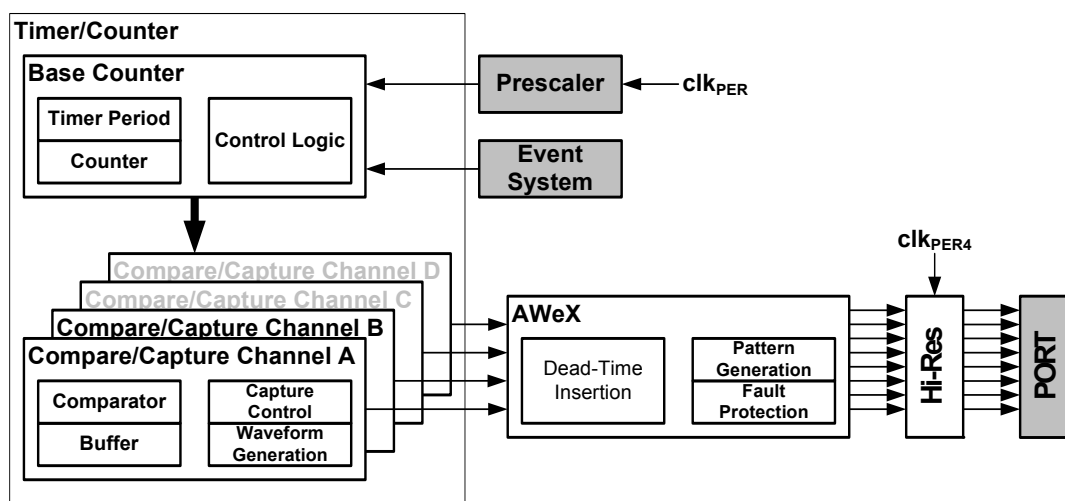 Timer/Counter
Base Counter
Timer Period
Counter
Control Logic
Prescaler
clkPER
Event
System
Compare/Capture Channel D
Compare/Capture Channel C
Compare/Capture Channel B
Compare/Capture Channel A
Comparator
Buffer
Capture
Control
Waveform
Generation
AWeX
Dead-Time
Insertion
Pattern
Generation
Fault
Protection
clkPER4
Hi-Res
PORT